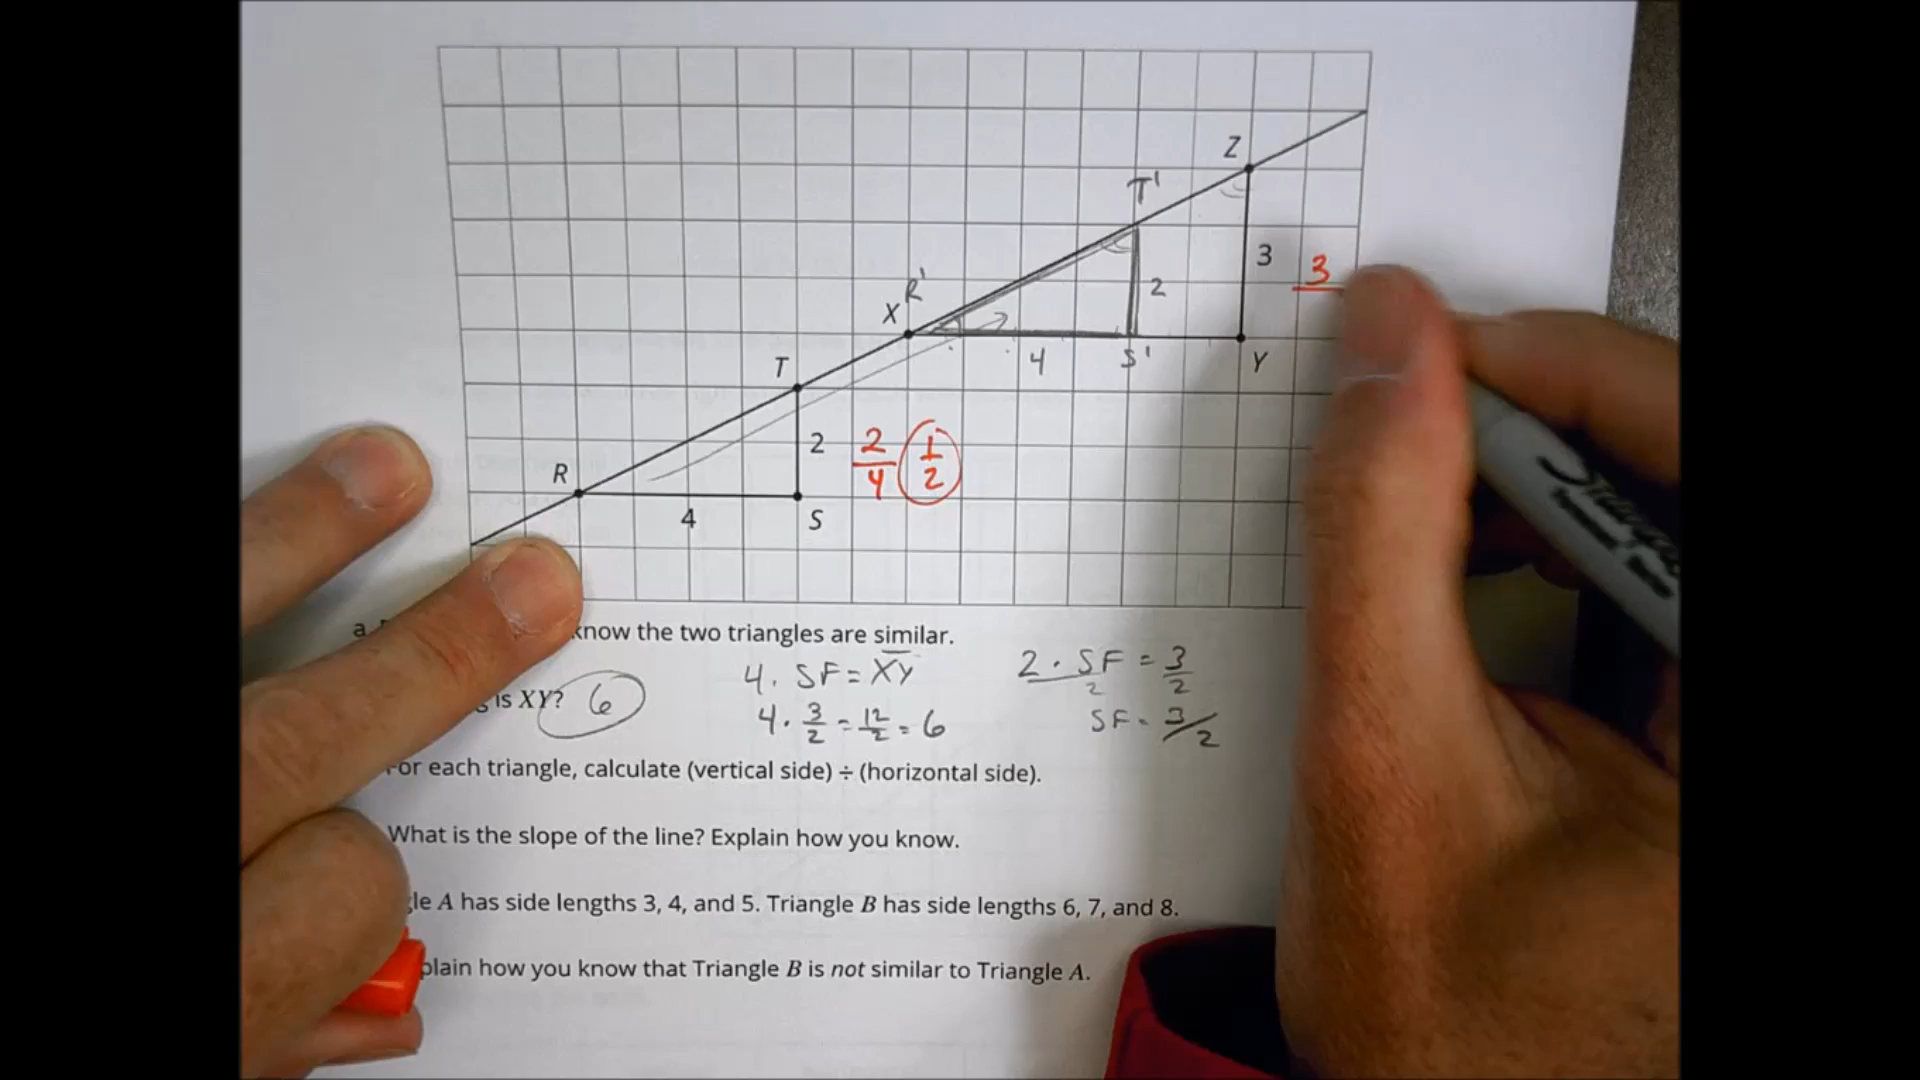 Z
T'
3
3
R'
2
X
4
S'
Y
T
2
2/4
1/2
R
4
S
know the two triangles are similar.
4 . SF = XY
2 . SF = 3
2
2
is XY? 6
4 . 3/2 = 12/2 = 6
SF = 3/2
For each triangle, calculate (vertical side) ÷ (horizontal side).
What is the slope of the line? Explain how you know.
gle A has side lengths 3, 4, and 5. Triangle B has side lengths 6, 7, and 8.
plain how you know that Triangle B is not similar to Triangle A.